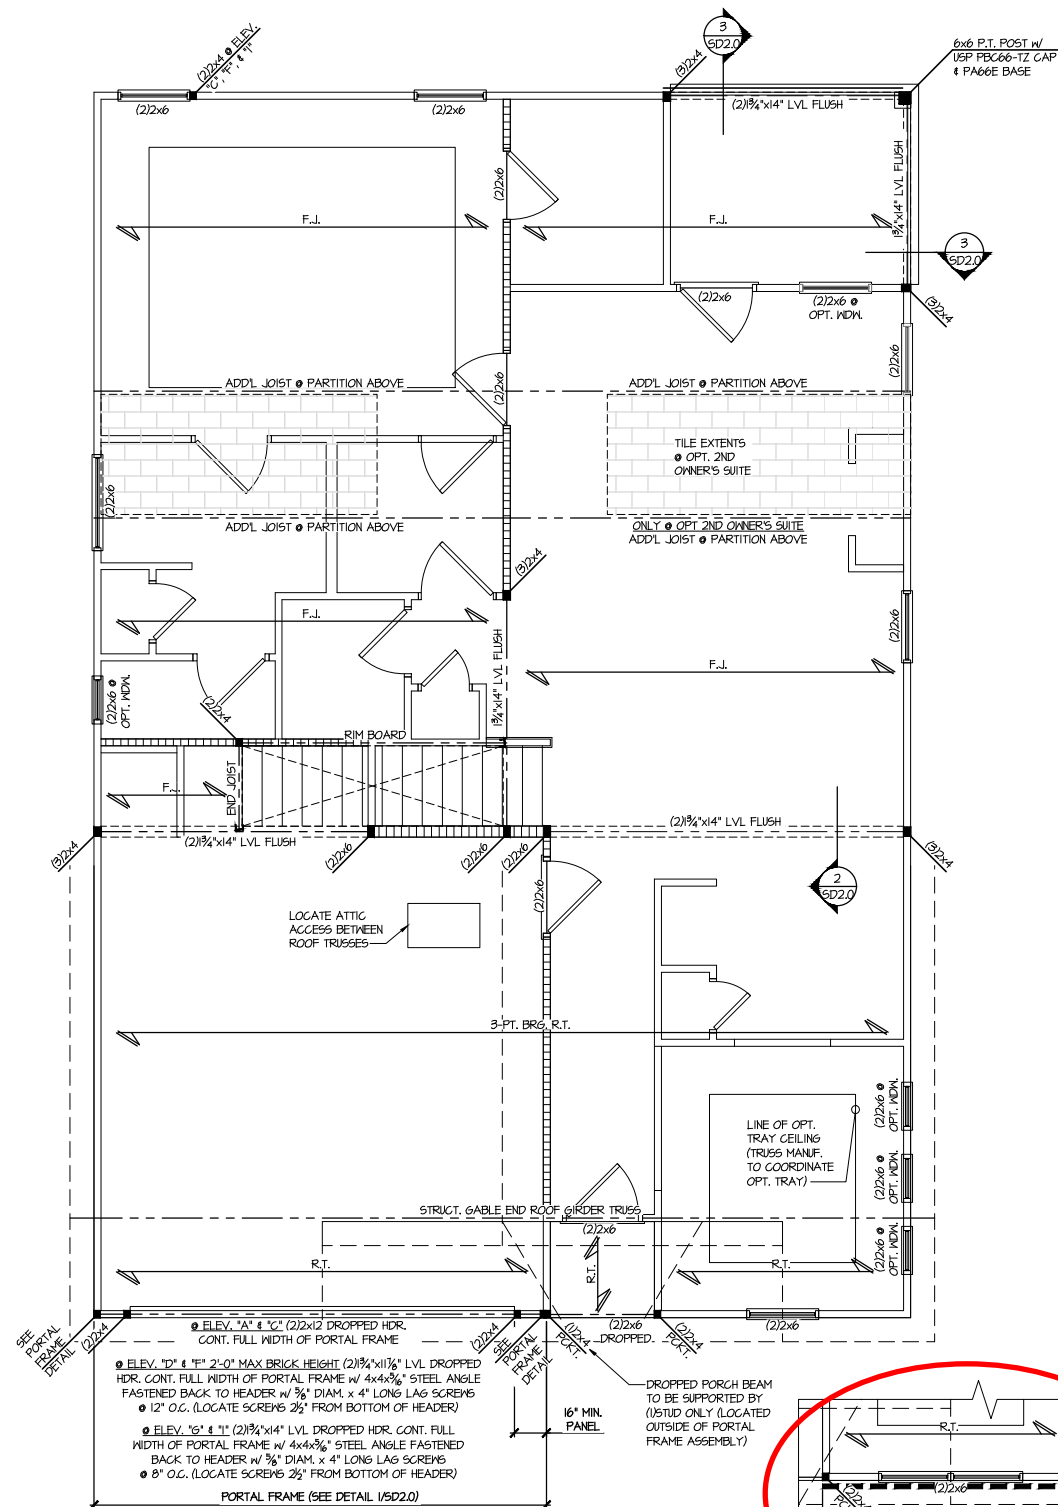 (2)2x4 @ ELEV.
"C", "F", & "I"
3
SD2.0
(3)2x4
6x6 P.T. POST W/
USP PBC66-TZ CAP
& PA66E BASE
(2)2x6
(2)2x6
(2)1¾"x14" LVL FLUSH
(2)2x6
1¾"x14" LVL FLUSH
F.J.
F.J.
3
SD2.0
(2)2x6
(2)2x6 @
OPT. WDW.
(3)2x4
(2)2x6
(2)2x6
ADD'L JOIST @ PARTITION ABOVE
ADD'L JOIST @ PARTITION ABOVE
TILE EXTENTS
@ OPT. 2ND
OWNER'S SUITE
(2)2x6
ADD'L JOIST @ PARTITION ABOVE
ONLY @ OPT 2ND OWNER'S SUITE
ADD'L JOIST @ PARTITION ABOVE
(3)2x4
F.J.
(2)2x6
1¾"x14" LVL FLUSH
F.J.
(2)2x6 @
OPT. WDW.
(2)2x4
RIM BOARD
END JOIST
F.J.
(2)1¾"x14" LVL FLUSH
(2)1¾"x14" LVL FLUSH
(3)2x4
(2)2x6
(2)2x6
(2)2x6
(3)2x4
2
SD2.0
(2)2x6
LOCATE ATTIC
ACCESS BETWEEN
ROOF TRUSSES
3-PT. BRG. R.T.
(2)2x6 @
OPT. WDW.
LINE OF OPT.
TRAY CEILING
(TRUSS MANUF.
TO COORDINATE
OPT. TRAY)
(2)2x6 @
OPT. WDW.
STRUCT. GABLE END ROOF GIRDER TRUSS
(2)2x6
(2)2x6 @
OPT. WDW.
R.T.
R.T.
R.T.
SEE
PORTAL
FRAME
DETAIL
(2)2x4
@ ELEV. "A" & "C" (2)2x12 DROPPED HDR.
CONT. FULL WIDTH OF PORTAL FRAME
(2)2x4
SEE
PORTAL
FRAME
DETAIL
(1)2x4
PCKT.
(2)2x6
DROPPED
(2)2x4
PCKT.
(2)2x6
@ ELEV. "D" & "F" 2'-0" MAX BRICK HEIGHT (2)1¾"x11⅞" LVL DROPPED
HDR. CONT. FULL WIDTH OF PORTAL FRAME W/ 4x4x5/16" STEEL ANGLE
FASTENED BACK TO HEADER W/ ⅝" DIAM. x 4" LONG LAG SCREWS
@ 12" O.C. (LOCATE SCREWS 2½" FROM BOTTOM OF HEADER)
@ ELEV. "G" & "I" (2)1¾"x14" LVL DROPPED HDR. CONT. FULL
WIDTH OF PORTAL FRAME W/ 4x4x5/16" STEEL ANGLE FASTENED
BACK TO HEADER W/ ⅝" DIAM. x 4" LONG LAG SCREWS
@ 8" O.C. (LOCATE SCREWS 2½" FROM BOTTOM OF HEADER)
PORTAL FRAME (SEE DETAIL 1/SD2.0)
16" MIN.
PANEL
DROPPED PORCH BEAM
TO BE SUPPORTED BY
(1)STUD ONLY (LOCATED
OUTSIDE OF PORTAL
FRAME ASSEMBLY)
R.T.
(2)2x6